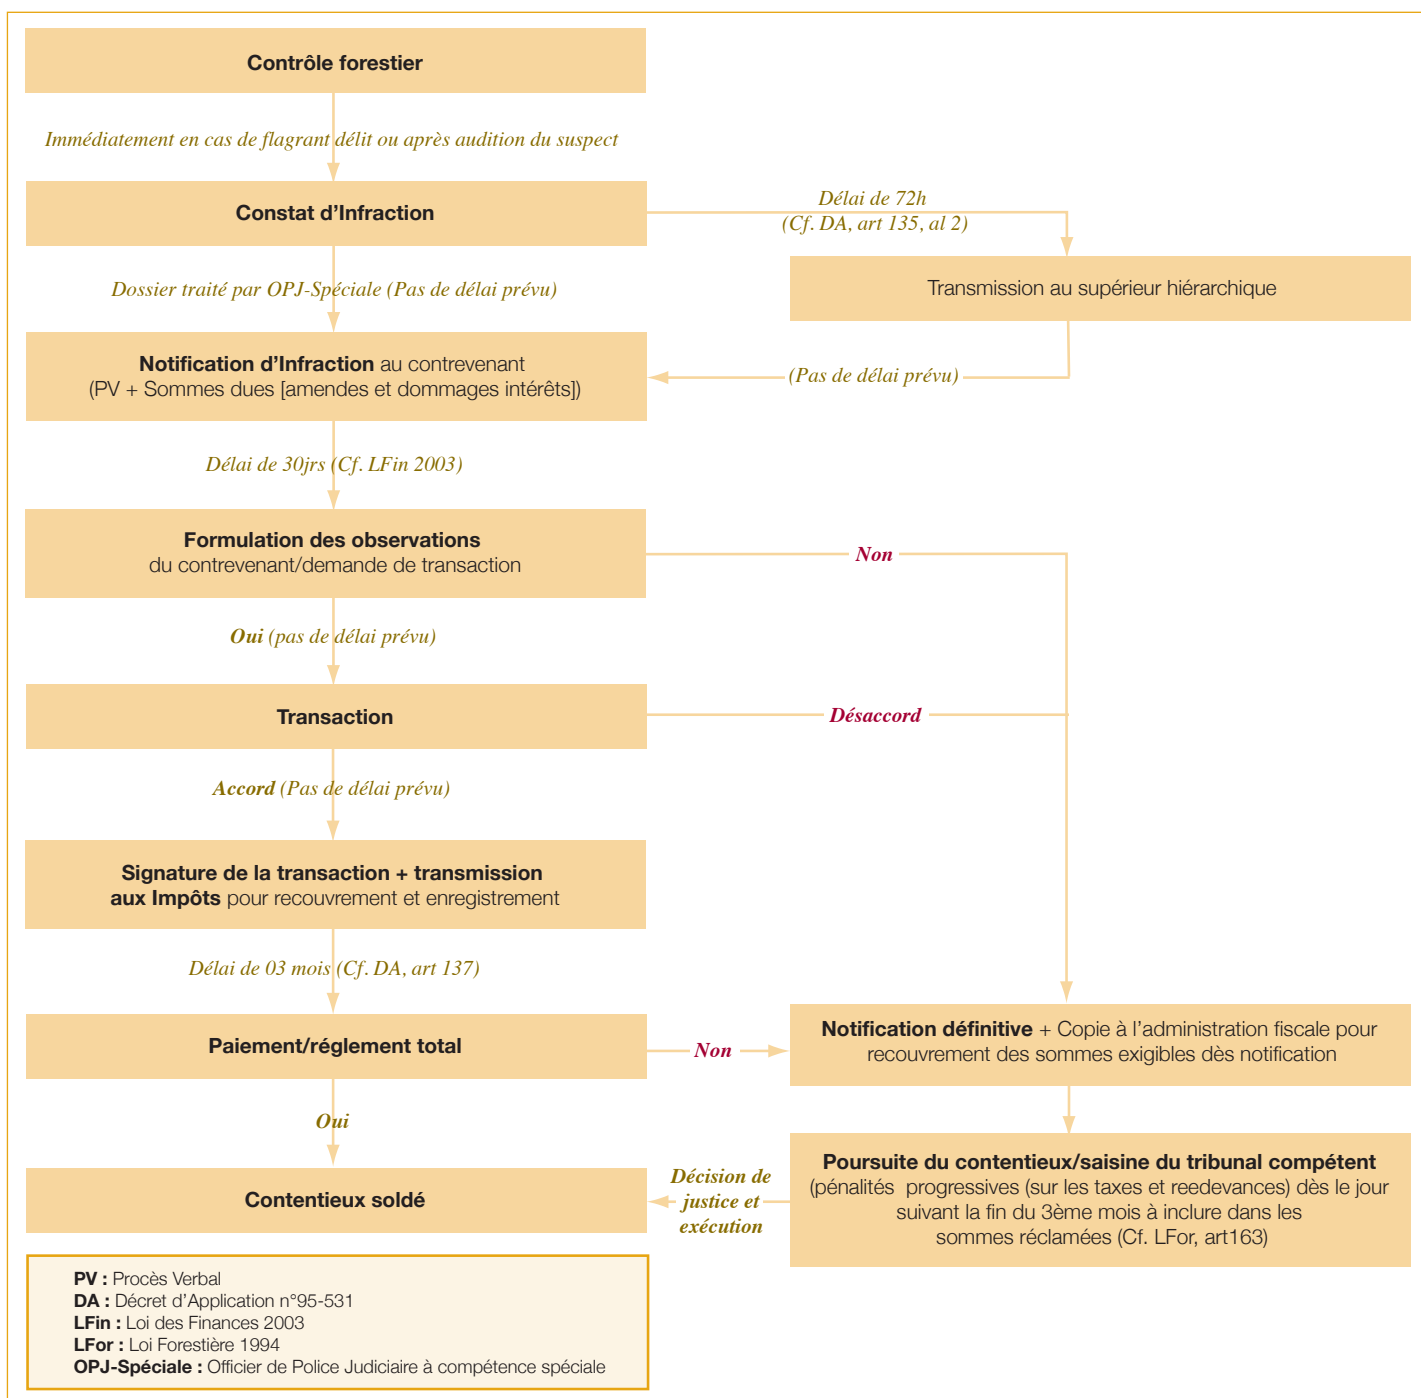 Contrôle forestier
Immédiatement en cas de flagrant délit ou après audition du suspect
Constat d’Infraction
Délai de 72h
(Cf. DA, art 135, al 2)
Transmission au supérieur hiérarchique
Dossier traité par OPJ-Spéciale (Pas de délai prévu)
Notification d’Infraction au contrevenant
(PV + Sommes dues [amendes et dommages intérêts])
(Pas de délai prévu)
Délai de 30jrs (Cf. LFin 2003)
Formulation des observations
du contrevenant/demande de transaction
Non
Oui (pas de délai prévu)
Transaction
Désaccord
Accord (Pas de délai prévu)
Signature de la transaction + transmission
aux Impôts pour recouvrement et enregistrement
Délai de 03 mois (Cf. DA, art 137)
Paiement/réglement total
Non
Notification définitive + Copie à l’administration fiscale pour
recouvrement des sommes exigibles dès notification
Oui
Contentieux soldé
Décision de
justice et
exécution
Poursuite du contentieux/saisine du tribunal compétent
(pénalités progressives (sur les taxes et reedevances) dès le jour
suivant la fin du 3ème mois à inclure dans les
sommes réclamées (Cf. LFor, art163)
PV : Procès Verbal
DA : Décret d’Application n°95-531
LFin : Loi des Finances 2003
LFor : Loi Forestière 1994
OPJ-Spéciale : Officier de Police Judiciaire à compétence spéciale